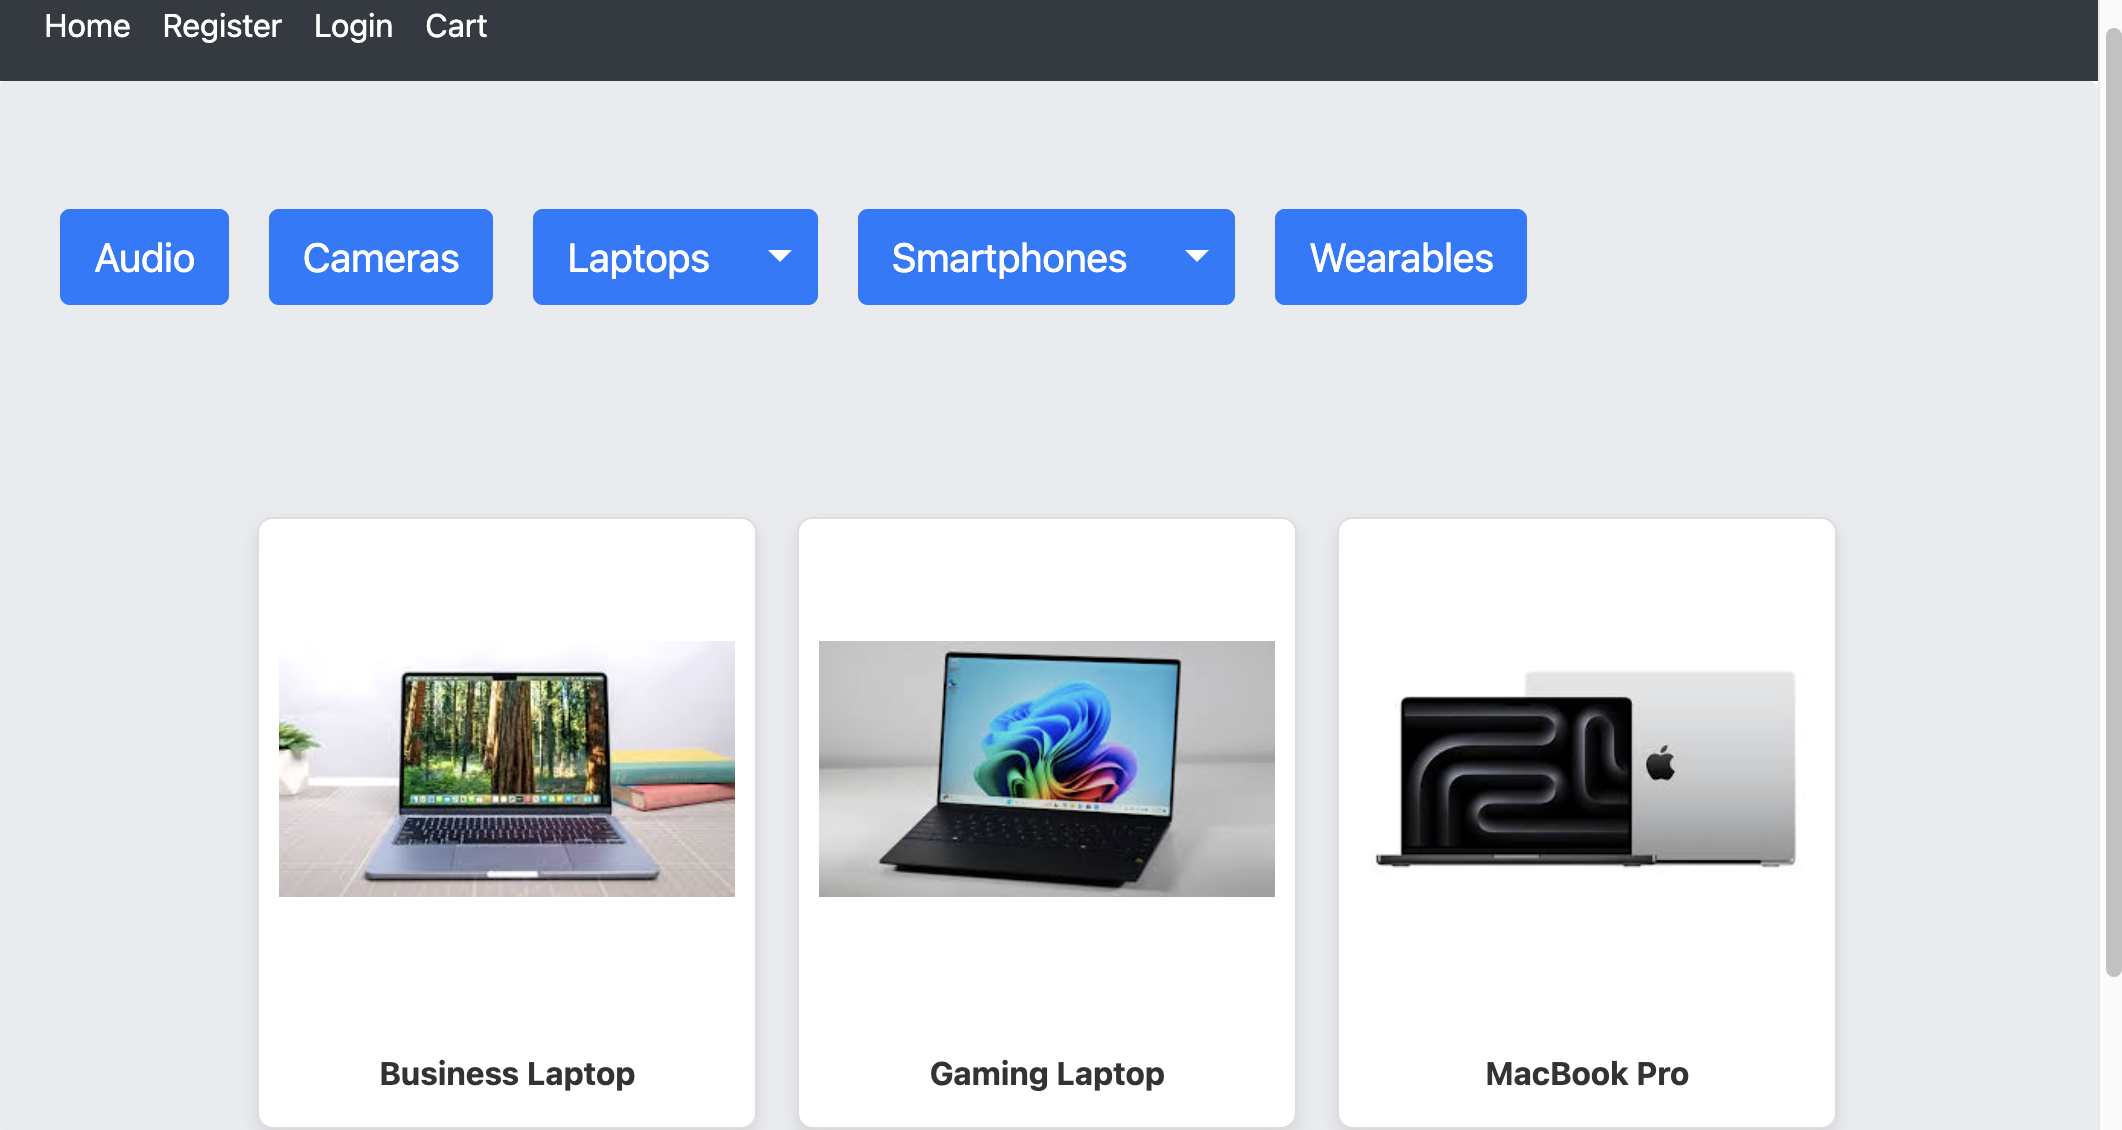 Home Register Login Cart
Audio Cameras Laptops Smartphones Wearables
Business Laptop Gaming Laptop MacBook Pro